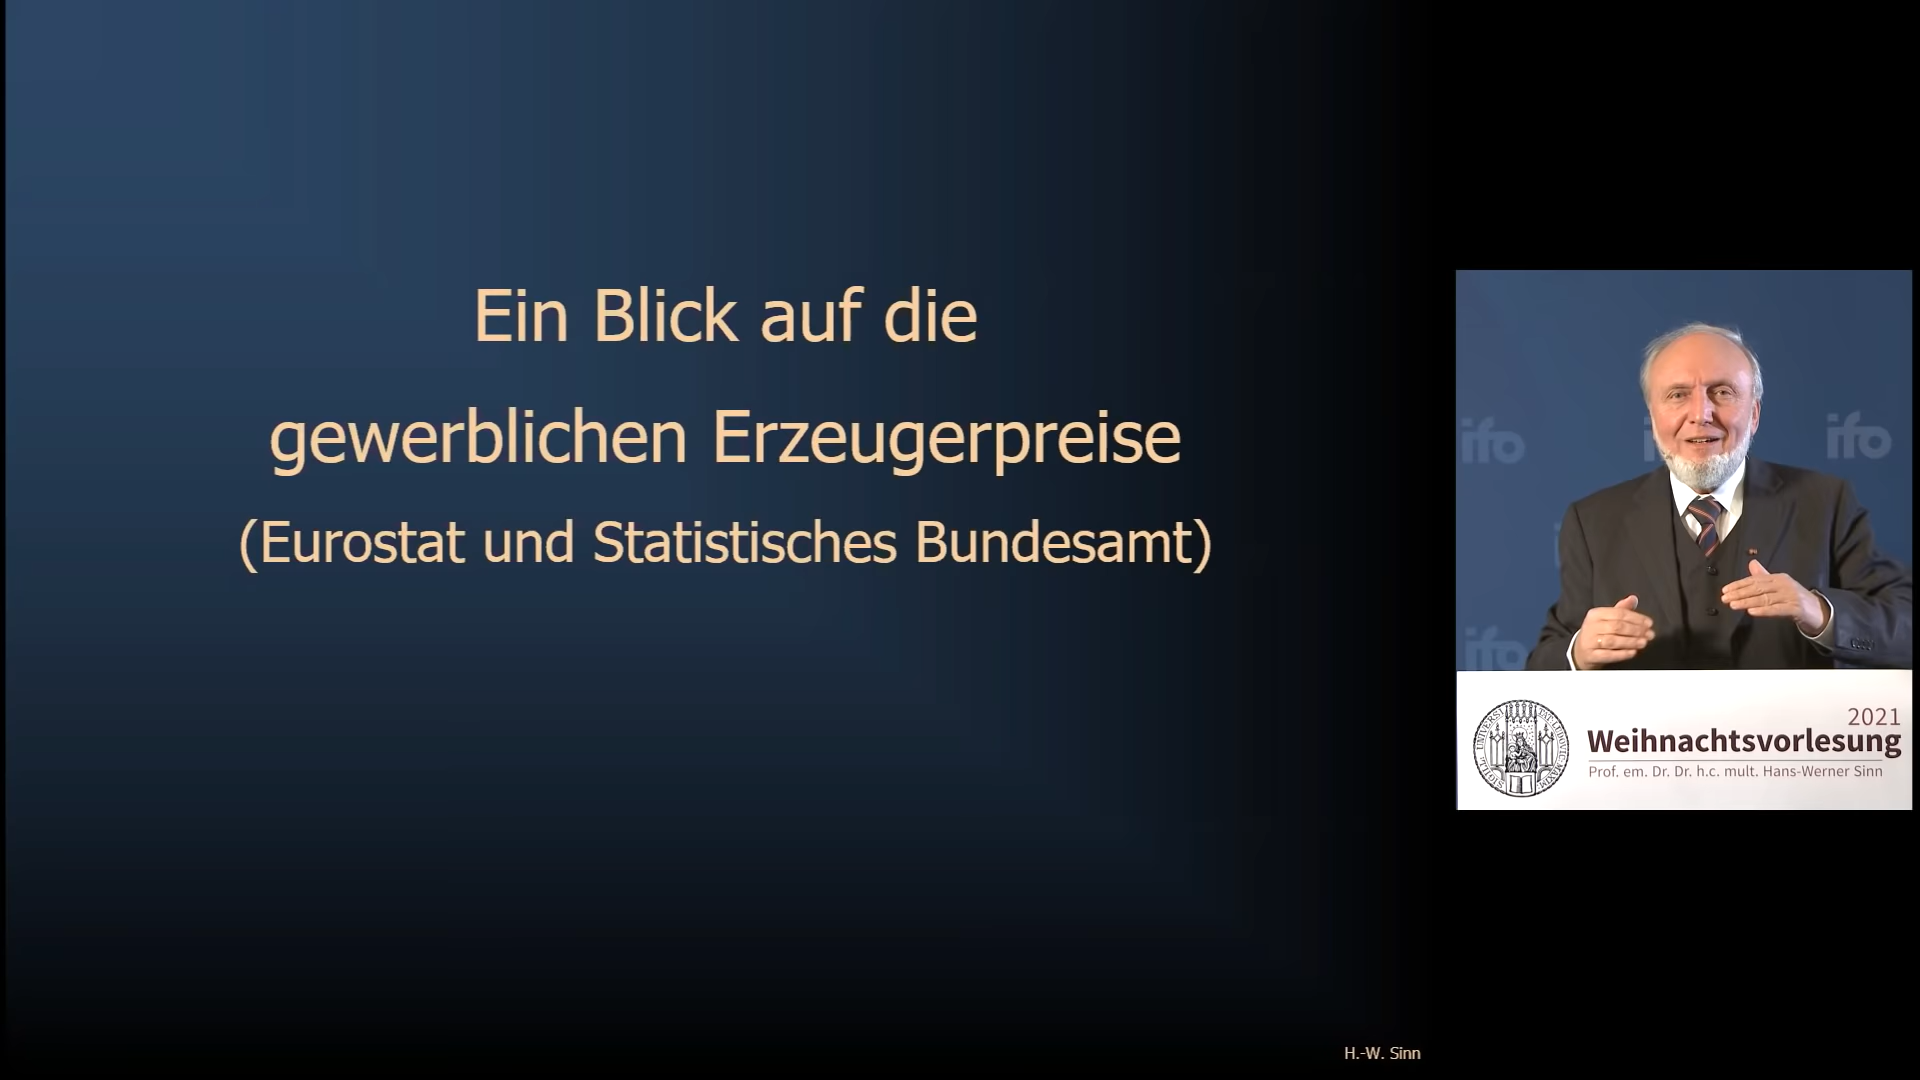 Ein Blick auf die
gewerblichen Erzeugerpreise
(Eurostat und Statistisches Bundesamt)
H.-W. Sinn
ifo
ifo
ifo
2021
Weihnachtsvorlesung
Prof. em. Dr. Dr. h.c. mult. Hans-Werner Sinn